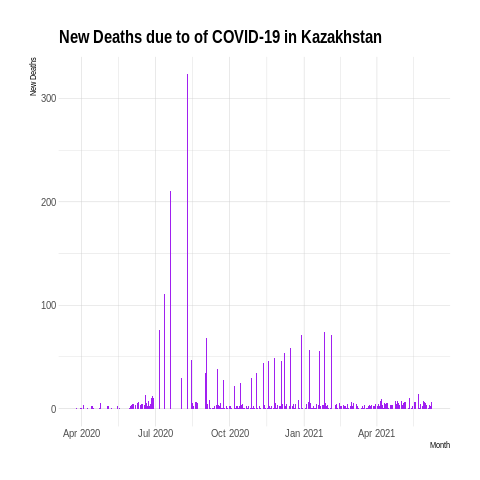 New Deaths due to of COVID-19 in Kazakhstan
New Deaths
300
200
100
0
Apr 2020 Jul 2020 Oct 2020 Jan 2021 Apr 2021
Month